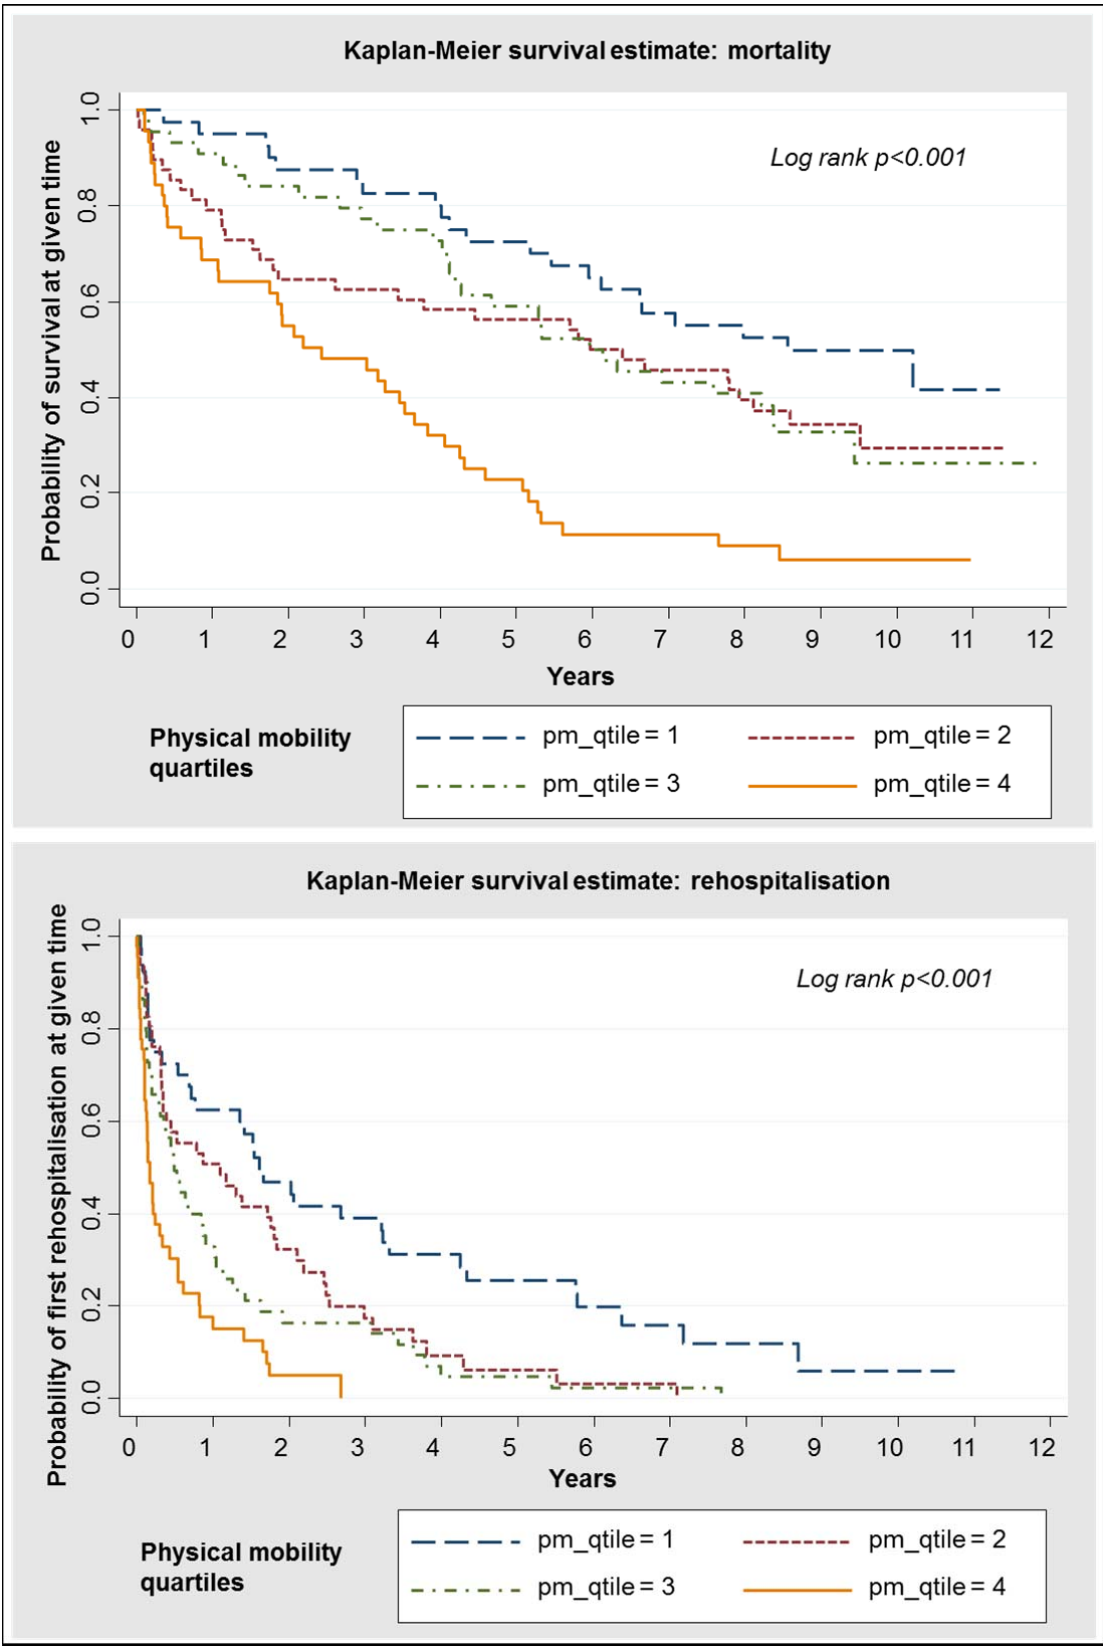 Kaplan-Meier survival estimate: mortality
Probability of survival at given time
1.0
0.8
0.6
0.4
0.2
0.0
Log rank p<0.001
0 1 2 3 4 5 6 7 8 9 10 11 12
Years
Physical mobility
quartiles
pm_qtile = 1 pm_qtile = 2
pm_qtile = 3 pm_qtile = 4
Kaplan-Meier survival estimate: rehospitalisation
Probability of first rehospitalisation at given time
1.0
0.8
0.6
0.4
0.2
0.0
Log rank p<0.001
0 1 2 3 4 5 6 7 8 9 10 11 12
Years
Physical mobility
quartiles
pm_qtile = 1 pm_qtile = 2
pm_qtile = 3 pm_qtile = 4